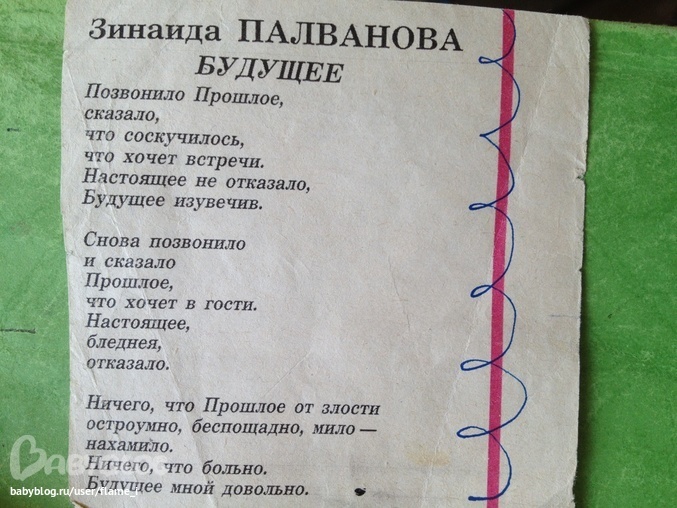 Зинаида ПАЛВАНОВА
БУДУЩЕЕ
Позвонило Прошлое,
сказало,
что соскучилось,
что хочет встречи.
Настоящее не отказало,
Будущее изувечив.
Снова позвонило
и сказало
Прошлое,
что хочет в гости.
Настоящее,
бледнея,
отказало.
Ничего, что Прошлое от злости
остроумно, беспощадно, мило —
нахамило.
Ничего, что больно.
Будущее мной довольно.
babyblog.ru/user/flame_i